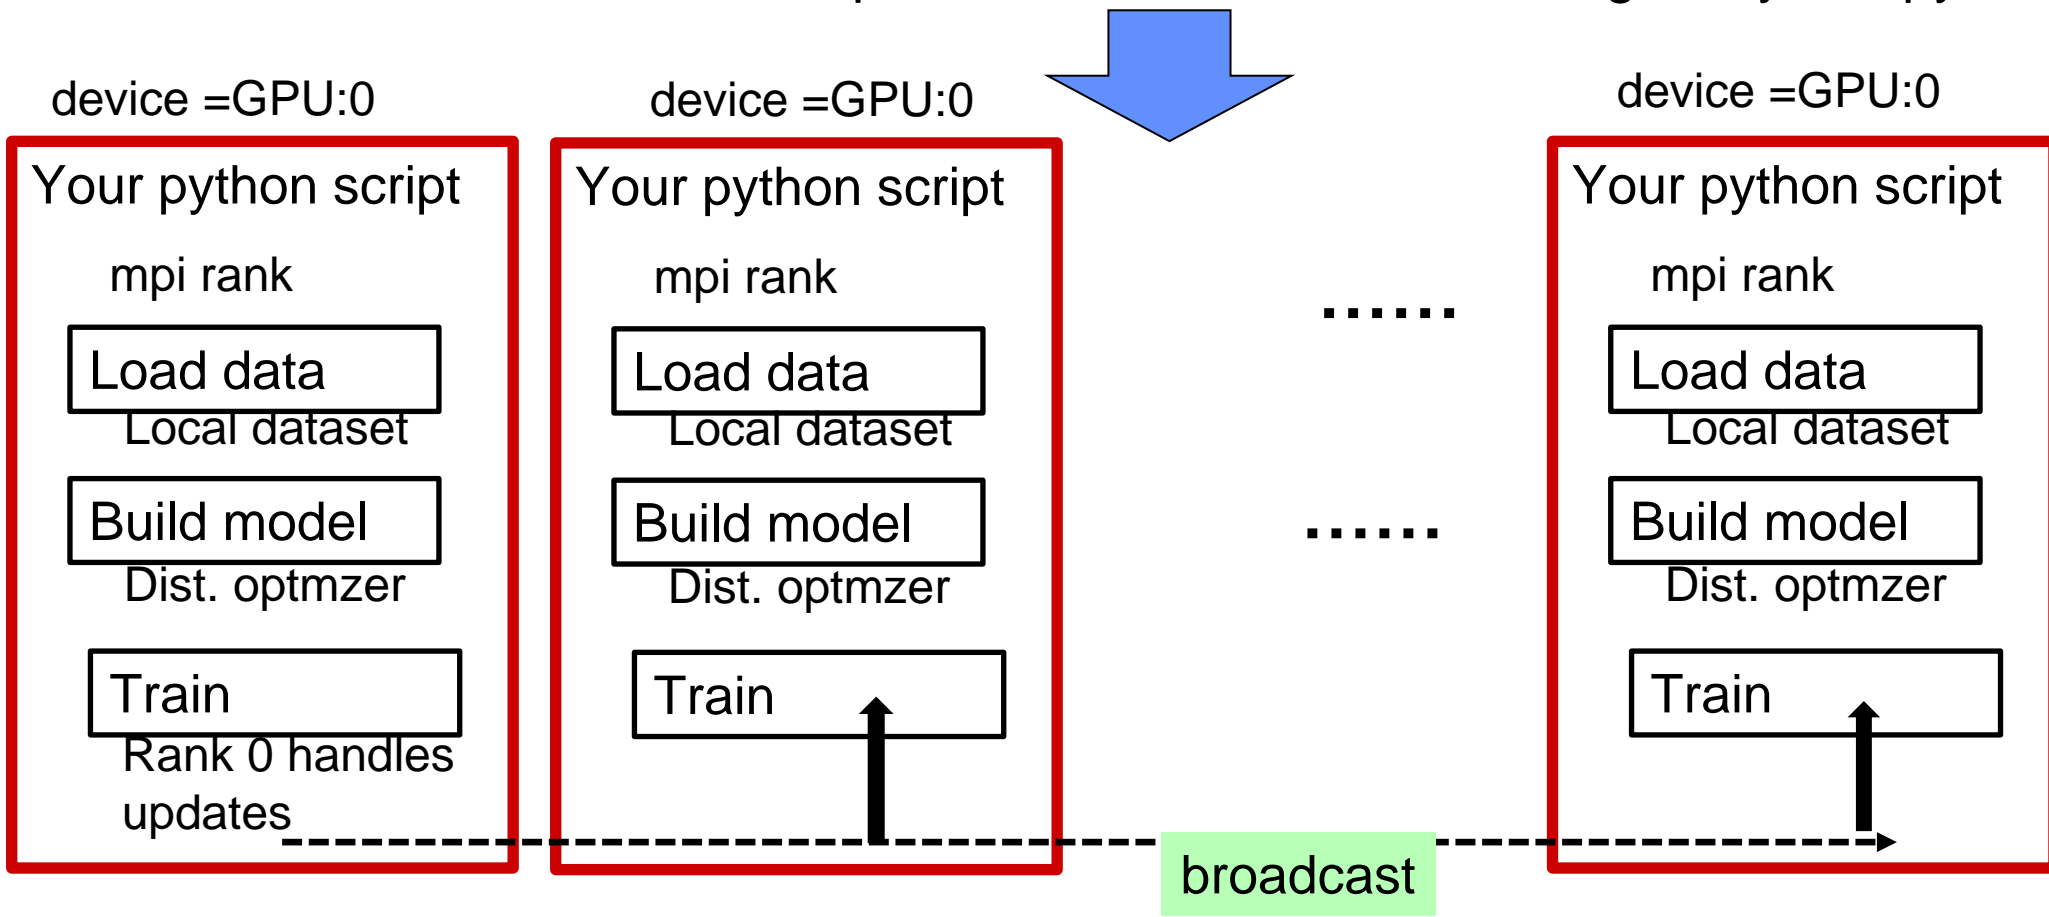 device =GPU:0
Your python script
mpi rank
Load data
Local dataset
Build model
Dist. optmzer
Train
Rank 0 handles
updates
device =GPU:0
Your python script
mpi rank
Load data
Local dataset
Build model
Dist. optmzer
Train
......
......
device =GPU:0
Your python script
mpi rank
Load data
Local dataset
Build model
Dist. optmzer
Train
broadcast